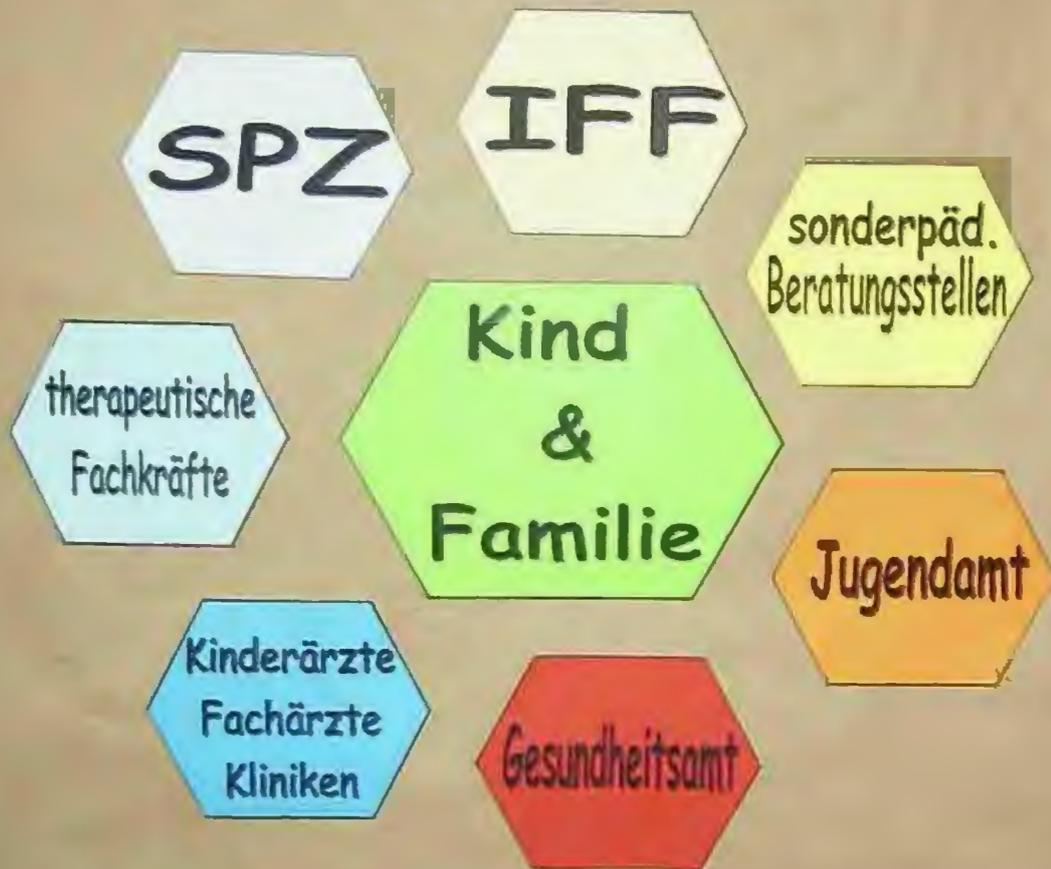 SPZ
IFF
sonderpäd.
Beratungsstellen
Kind
&
Familie
therapeutische
Fachkräfte
Jugendamt
Kinderärzte
Fachärzte
Kliniken
Gesundheitsamt